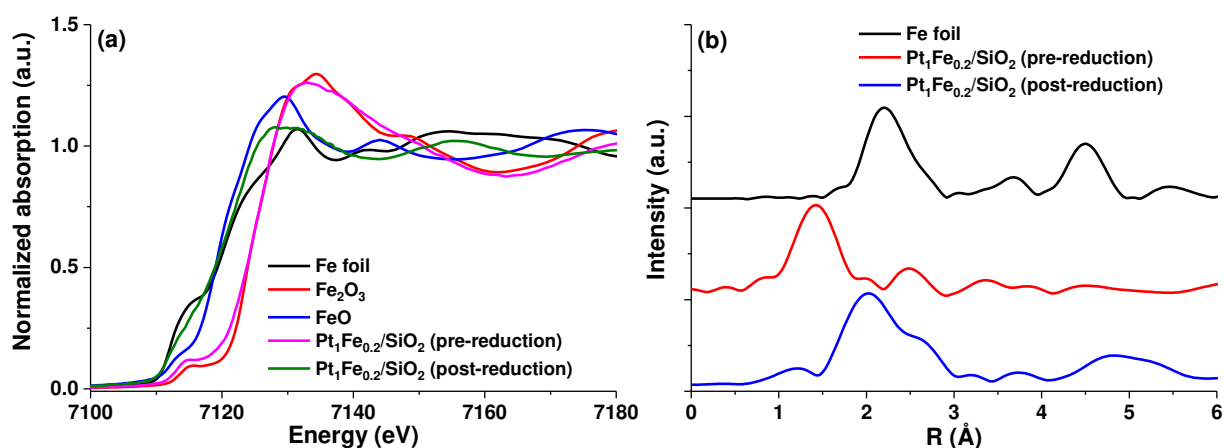 (a)
Normalized absorption (a.u.)
1.5
1.0
0.5
0.0
Fe foil
Fe₂O₃
FeO
Pt₁Fe₀.₂/SiO₂ (pre-reduction)
Pt₁Fe₀.₂/SiO₂ (post-reduction)
7100 7120 7140 7160 7180
Energy (eV)
(b)
Intensity (a.u.)
Fe foil
Pt₁Fe₀.₂/SiO₂ (pre-reduction)
Pt₁Fe₀.₂/SiO₂ (post-reduction)
0 1 2 3 4 5 6
R (Å)